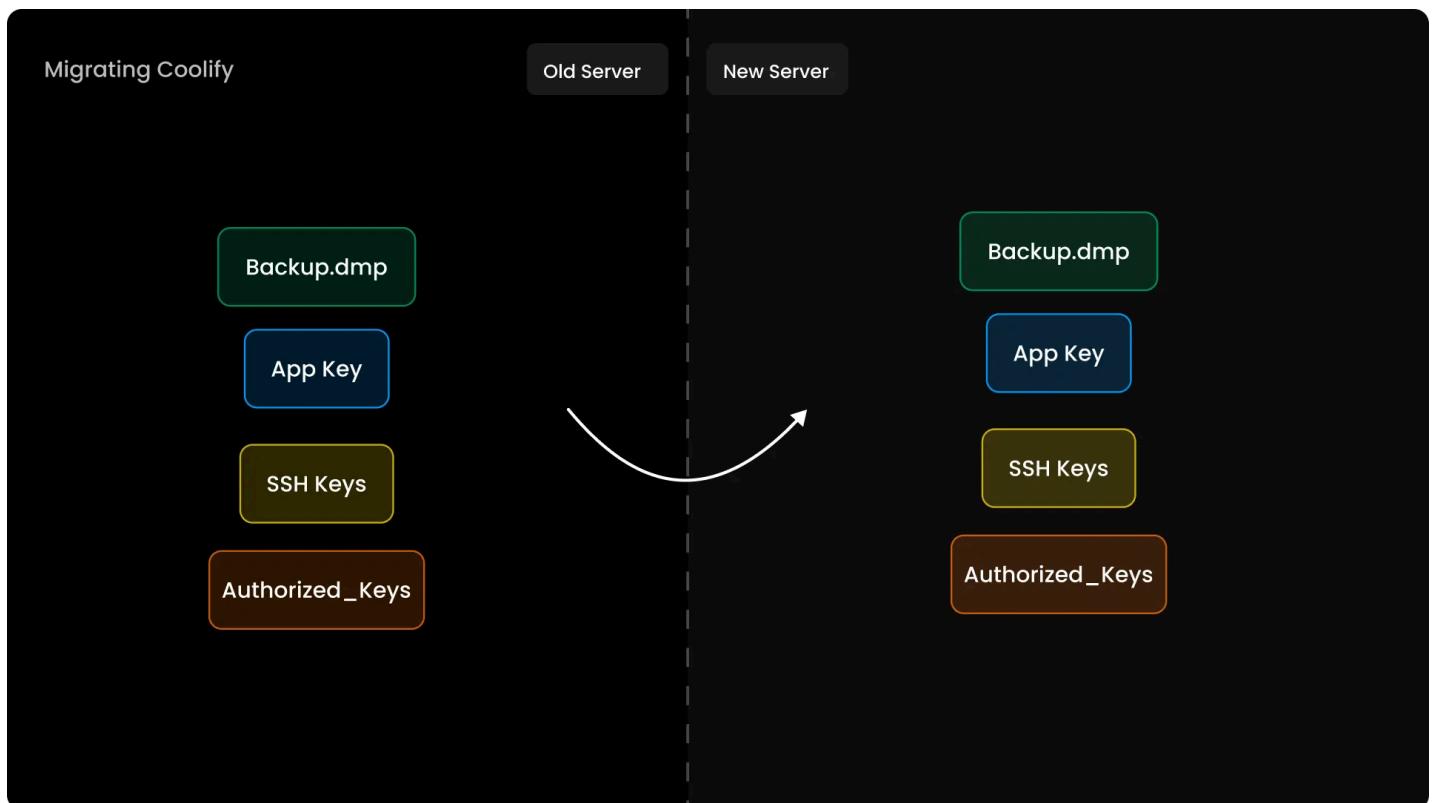 Migrating Coolify
Old Server
New Server
Backup.dmp
App Key
SSH Keys
Authorized_Keys
Backup.dmp
App Key
SSH Keys
Authorized_Keys